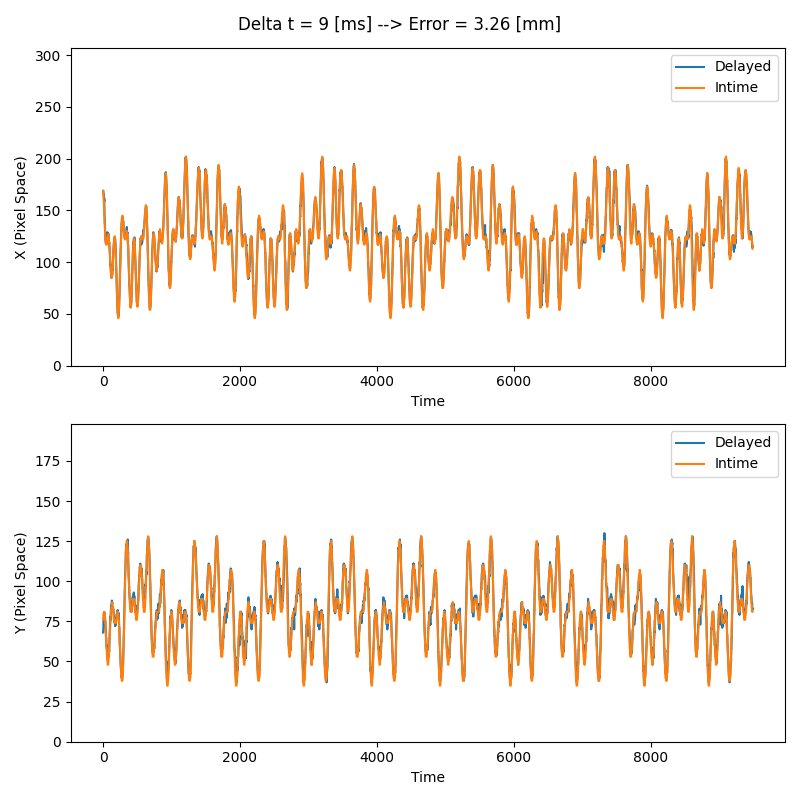 Delta t = 9 [ms] --> Error = 3.26 [mm]
300
250
200
150
100
50
0
X (Pixel Space)
Delayed
Intime
0 2000 4000 6000 8000
Time
175
150
125
100
75
50
25
0
Y (Pixel Space)
Delayed
Intime
0 2000 4000 6000 8000
Time